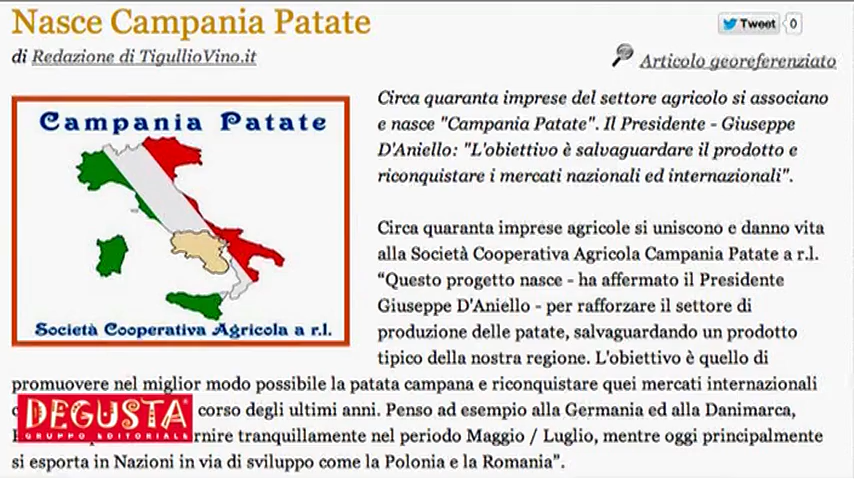 Nasce Campania Patate
Tweet 0
di Redazione di TigullioVino.it
Articolo georeferenziato
Campania Patate
Società Cooperativa Agricola a r.l.
Circa quaranta imprese del settore agricolo si associano
e nasce "Campania Patate". Il Presidente - Giuseppe
D'Aniello: "L'obiettivo è salvaguardare il prodotto e
riconquistare i mercati nazionali ed internazionali".
Circa quaranta imprese agricole si uniscono e danno vita
alla Società Cooperativa Agricola Campania Patate a r.l.
“Questo progetto nasce - ha affermato il Presidente
Giuseppe D'Aniello - per rafforzare il settore di
produzione delle patate, salvaguardando un prodotto
tipico della nostra regione. L'obiettivo è quello di
promuovere nel miglior modo possibile la patata campana e riconquistare quei mercati internazionali
corso degli ultimi anni. Penso ad esempio alla Germania ed alla Danimarca,
tranquillamente nel periodo Maggio / Luglio, mentre oggi principalmente
si esporta in Nazioni in via di sviluppo come la Polonia e la Romania”.
DEGUSTA
GRUPPO EDITORIALE